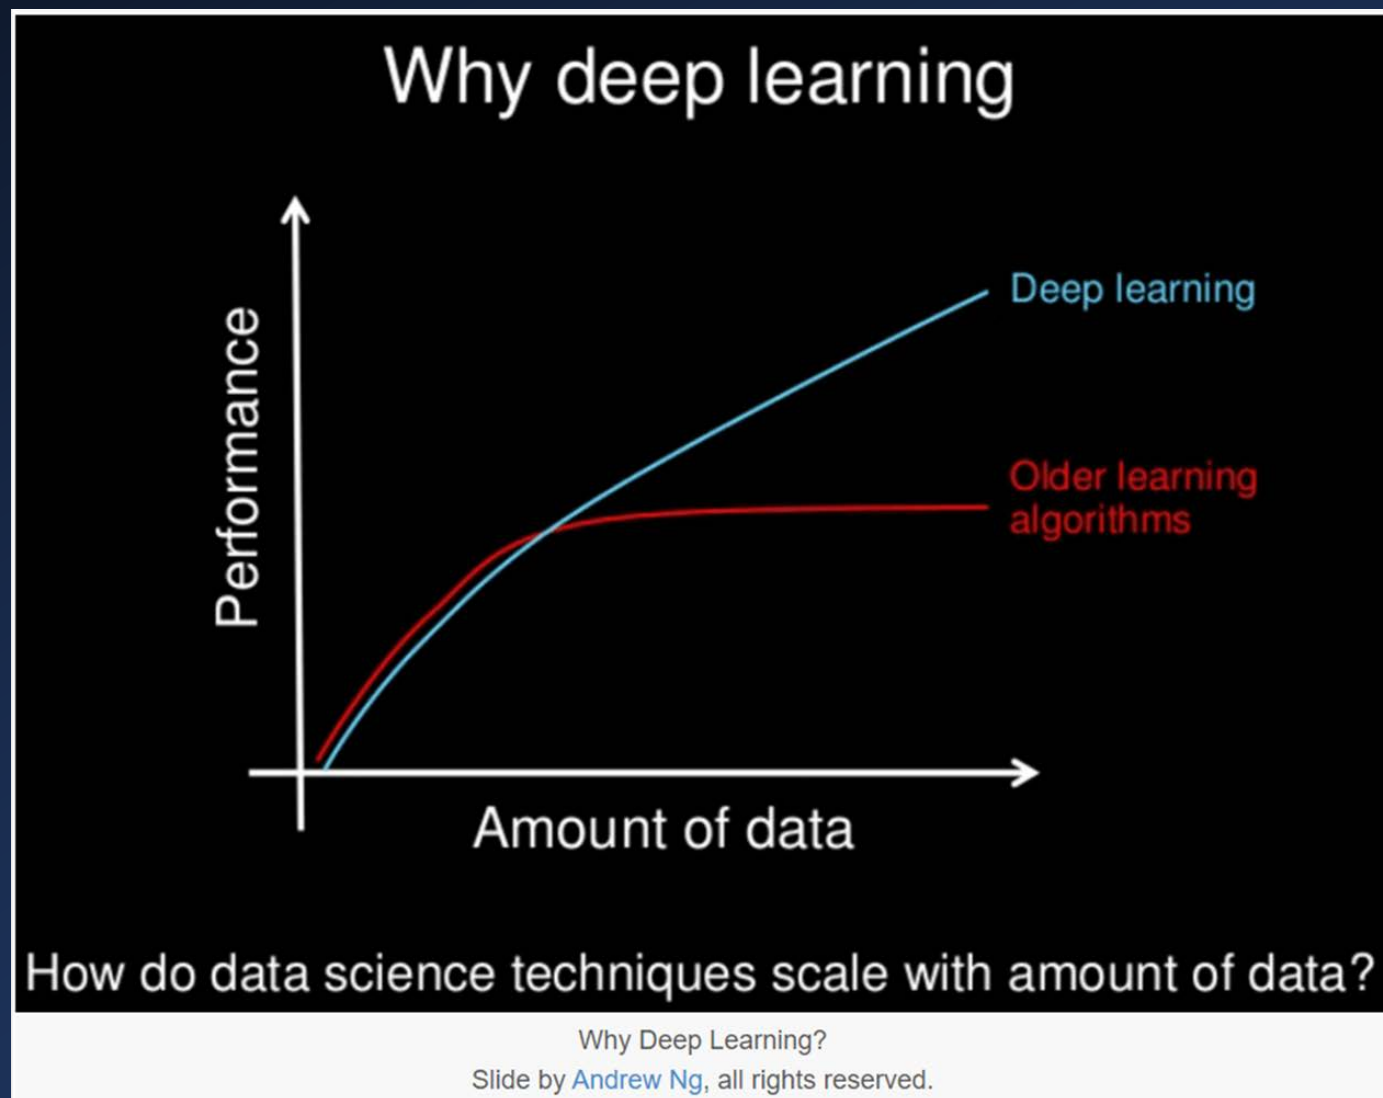 Why deep learning
Performance
Deep learning
Older learning
algorithms
Amount of data
How do data science techniques scale with amount of data?
Why Deep Learning?
Slide by Andrew Ng, all rights reserved.